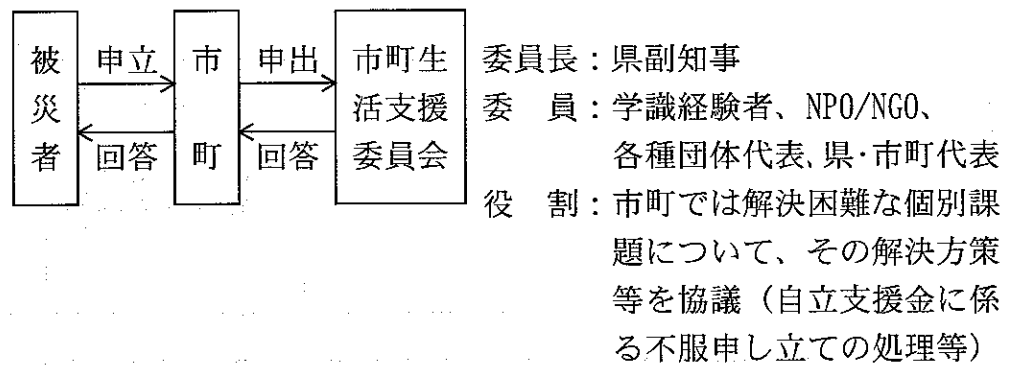 被災者
申立
回答
市町
申出
回答
市町生
活支援
委員会
委員長：県副知事
委　員：学識経験者、NPO/NGO、
各種団体代表、県・市町代表
役　割：市町では解決困難な個別課
題について、その解決方策
等を協議（自立支援金に係
る不服申し立ての処理等）